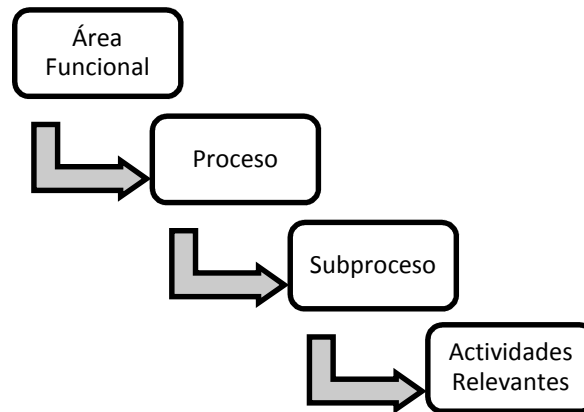 Área
Funcional
Proceso
Subproceso
Actividades
Relevantes